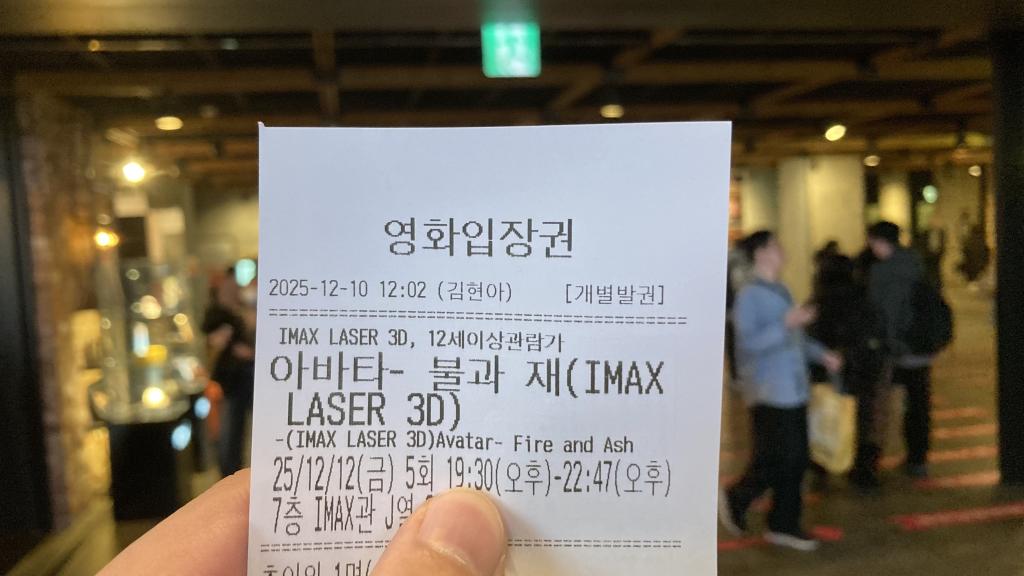 영화입장권
2025-12-10 12:02 (김현아) [개별발권]
IMAX LASER 3D, 12세이상관람가
아바타- 불과 재(IMAX
LASER 3D)
-(IMAX LASER 3D)Avatar- Fire and Ash
25/12/12(금) 5회 19:30(오후)-22:47(오후)
7층 IMAX관 J열